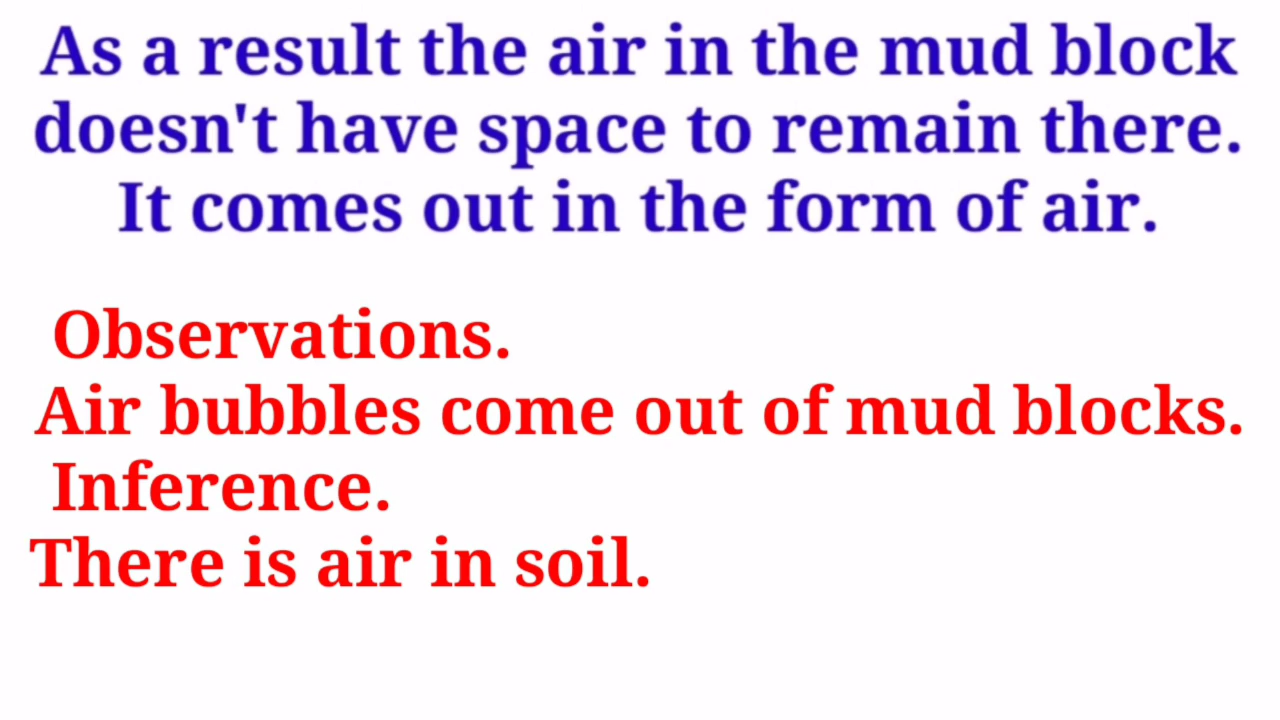 As a result the air in the mud block
doesn't have space to remain there.
It comes out in the form of air.
Observations.
Air bubbles come out of mud blocks.
Inference.
There is air in soil.